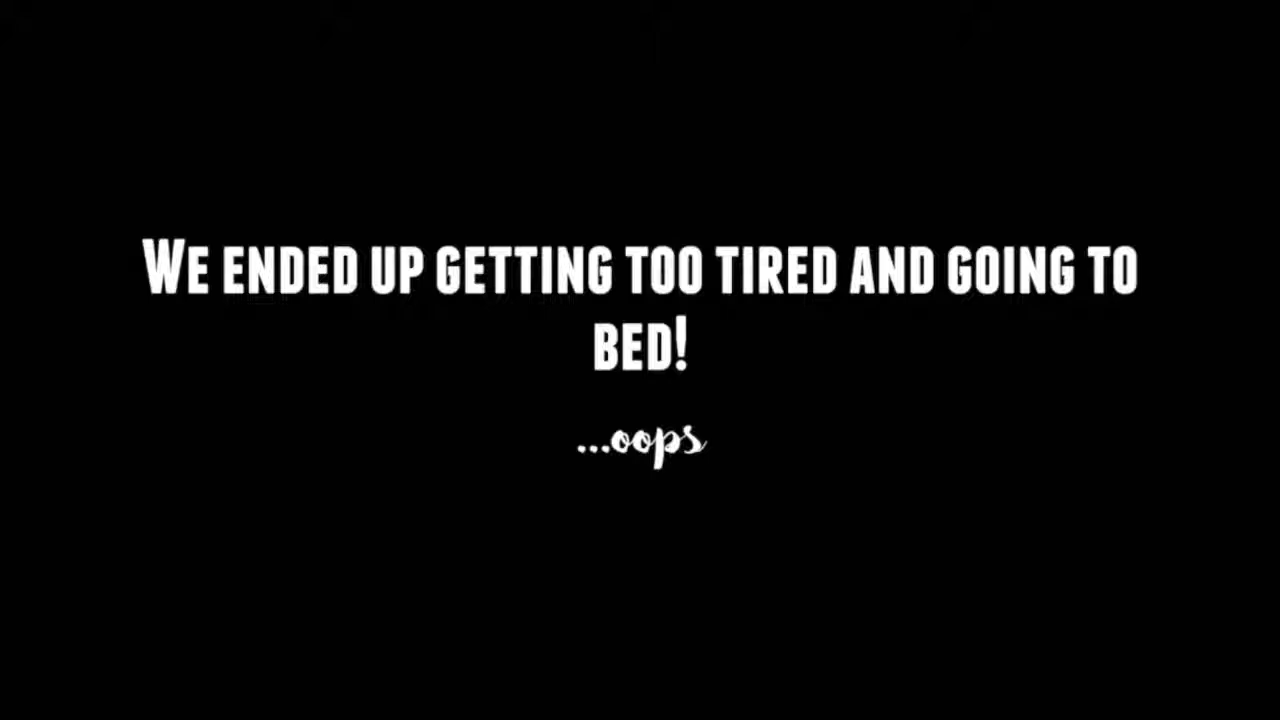 We ended up getting too tired and going to
bed!
...oops